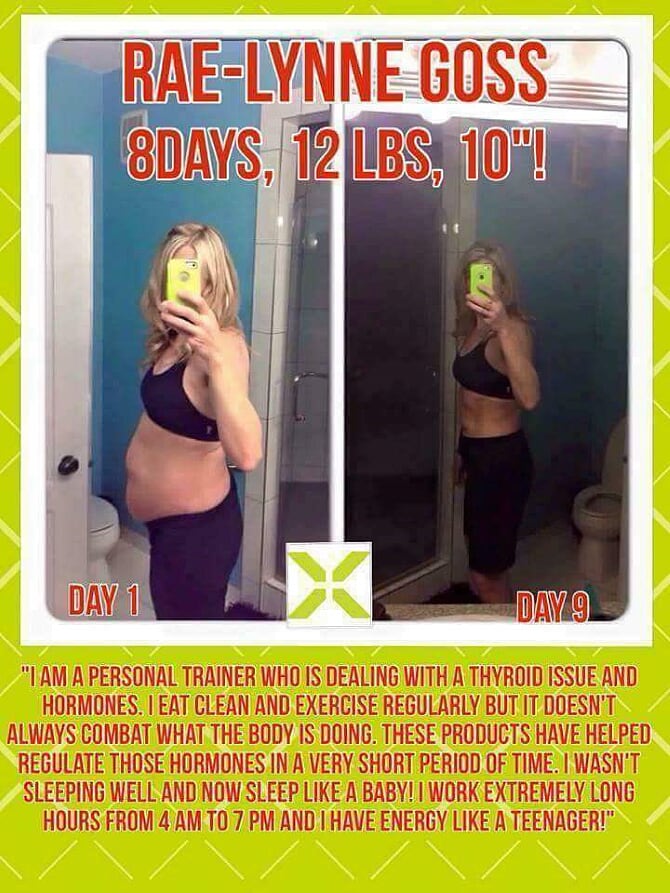 RAE-LYNNE GOSS
8DAYS, 12 LBS, 10"!
DAY 1
DAY 9
"I AM A PERSONAL TRAINER WHO IS DEALING WITH A THYROID ISSUE AND
HORMONES. I EAT CLEAN AND EXERCISE REGULARLY BUT IT DOESN'T
ALWAYS COMBAT WHAT THE BODY IS DOING. THESE PRODUCTS HAVE HELPED
REGULATE THOSE HORMONES IN A VERY SHORT PERIOD OF TIME. I WASN'T
SLEEPING WELL AND NOW SLEEP LIKE A BABY! I WORK EXTREMELY LONG
HOURS FROM 4 AM TO 7 PM AND I HAVE ENERGY LIKE A TEENAGER!"